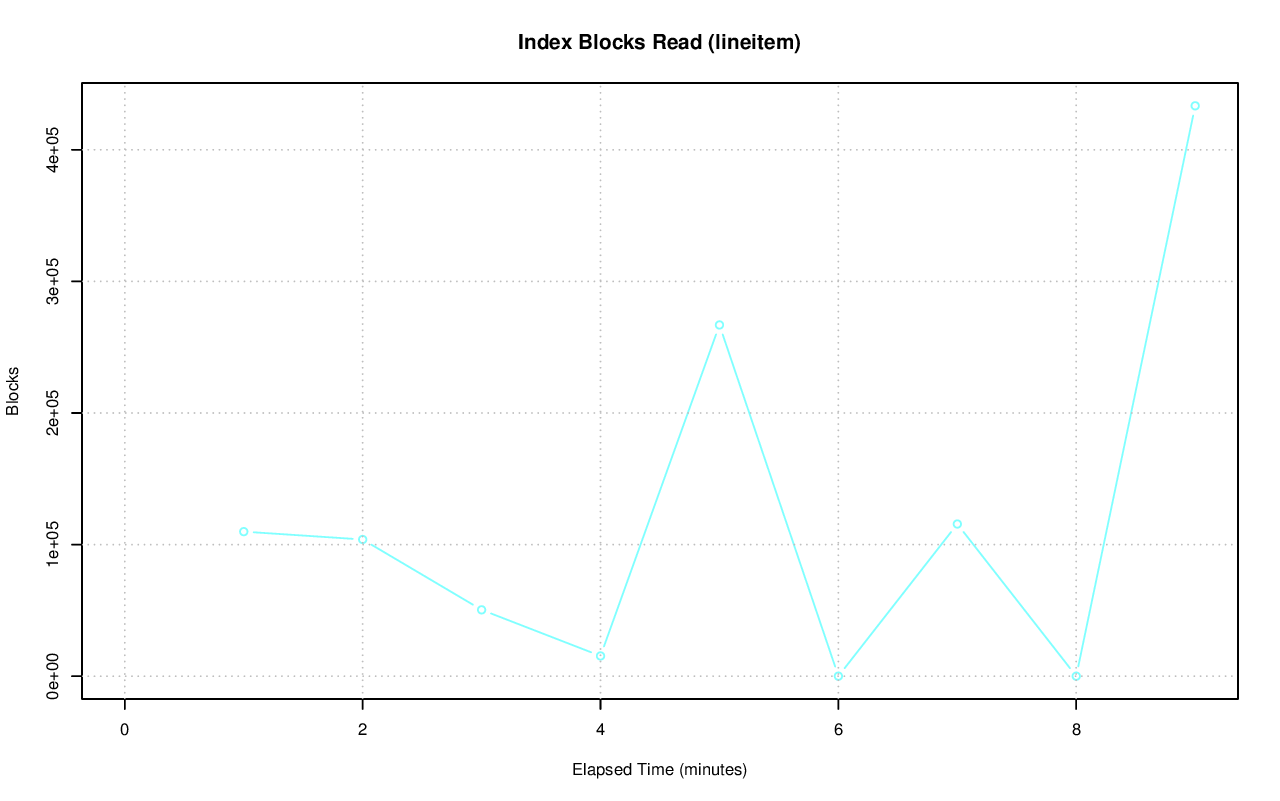 Index Blocks Read (lineitem)
Blocks
4e+05
3e+05
2e+05
1e+05
0e+00
0 2 4 6 8
Elapsed Time (minutes)